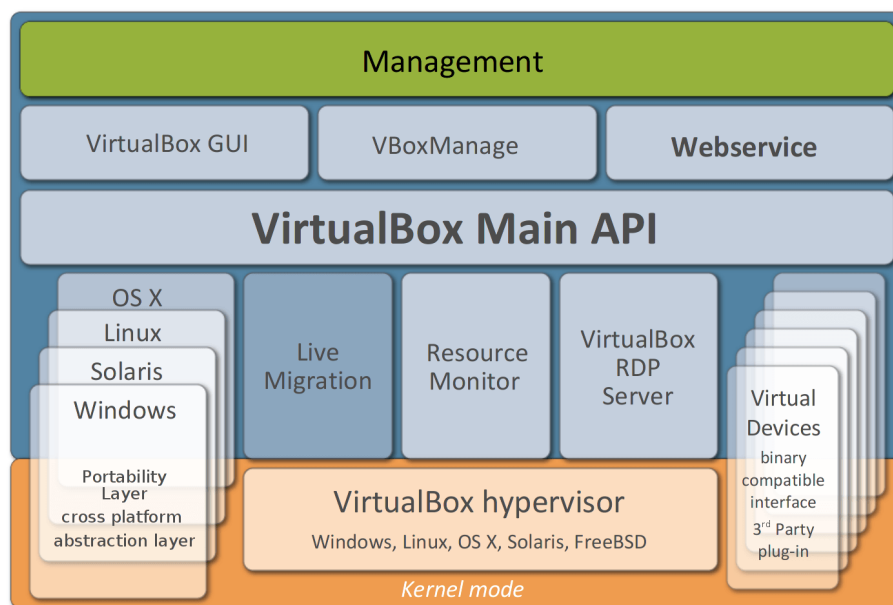 Management
VirtualBox GUI
VBoxManage
Webservice
VirtualBox Main API
OS X
Linux
Solaris
Windows
Portability
Layer
cross platform
abstraction layer
Live
Migration
Resource
Monitor
VirtualBox
RDP
Server
Virtual
Devices
binary
compatible
interface
3rd Party
plug-in
VirtualBox hypervisor
Windows, Linux, OS X, Solaris, FreeBSD
Kernel mode